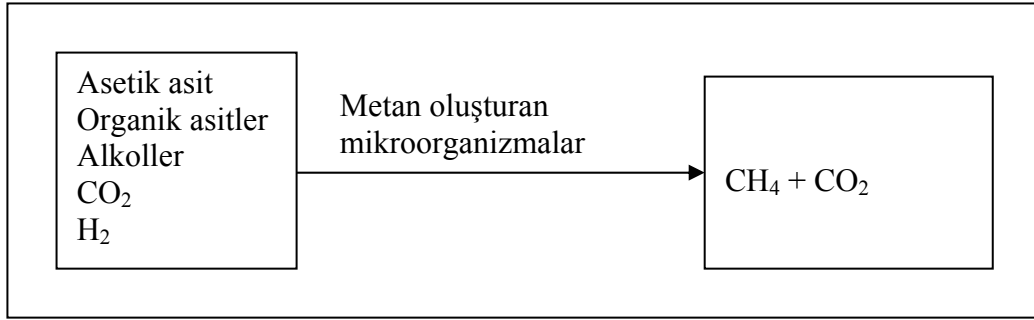 Asetik asit
Organik asitler
Alkoller
CO₂
H₂
Metan oluşturan
mikroorganizmalar
CH₄ + CO₂